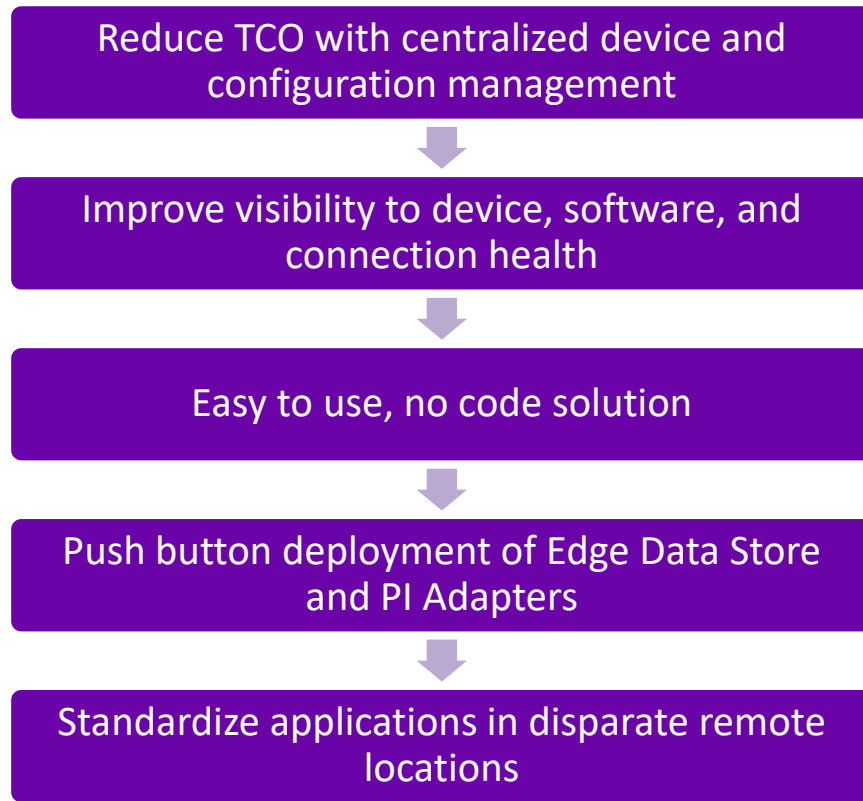 Reduce TCO with centralized device and
configuration management
Improve visibility to device, software, and
connection health
Easy to use, no code solution
Push button deployment of Edge Data Store
and PI Adapters
Standardize applications in disparate remote
locations